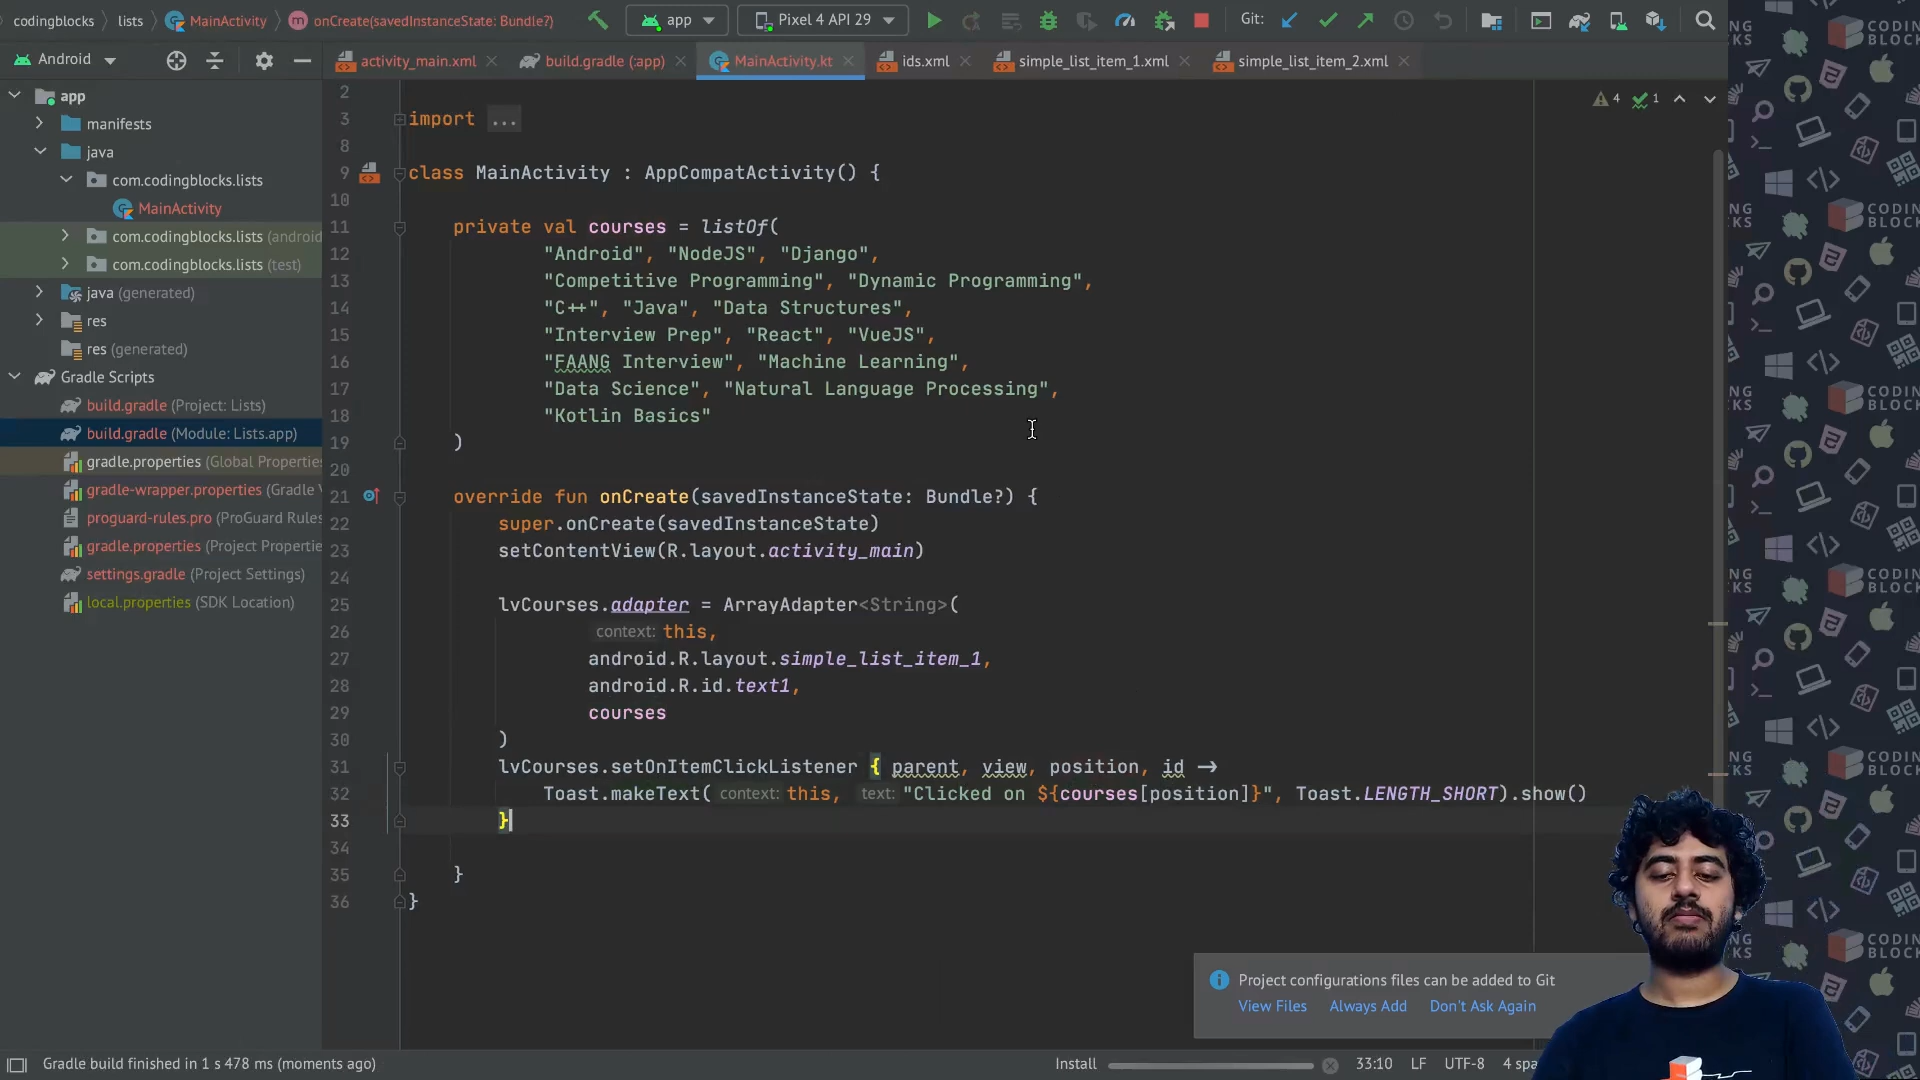 codingblocks lists MainActivity onCreate(savedInstanceState: Bundle?) app Pixel 4 API 29 Git:
Android activity_main.xml build.gradle (:app) MainActivity.kt ids.xml simple_list_item_1.xml simple_list_item_2.xml
app
manifests
java
com.codingblocks.lists
MainActivity
com.codingblocks.lists (android
com.codingblocks.lists (test)
java (generated)
res
res (generated)
Gradle Scripts
build.gradle (Project: Lists)
build.gradle (Module: Lists.app)
gradle.properties (Global Properties
gradle-wrapper.properties (Gradle V
proguard-rules.pro (ProGuard Rules
gradle.properties (Project Propertie
settings.gradle (Project Settings)
local.properties (SDK Location)
4 1
2
3 import ...
8
9 class MainActivity : AppCompatActivity() {
10
11 private val courses = listOf(
12 "Android", "NodeJS", "Django",
13 "Competitive Programming", "Dynamic Programming",
14 "C++", "Java", "Data Structures",
15 "Interview Prep", "React", "VueJS",
16 "FAANG Interview", "Machine Learning",
17 "Data Science", "Natural Language Processing",
18 "Kotlin Basics"
19 )
20
21 override fun onCreate(savedInstanceState: Bundle?) {
22 super.onCreate(savedInstanceState)
23 setContentView(R.layout.activity_main)
24
25 lvCourses.adapter = ArrayAdapter<String>(
26 context: this,
27 android.R.layout.simple_list_item_1,
28 android.R.id.text1,
29 courses
30 )
31 lvCourses.setOnItemClickListener { parent, view, position, id ->
32 Toast.makeText( context: this, text: "Clicked on ${courses[position]}", Toast.LENGTH_SHORT).show()
33 }
34
35 }
36 }
Project configurations files can be added to Git
View Files Always Add Don't Ask Again
Gradle build finished in 1 s 478 ms (moments ago) Install 33:10 LF UTF-8 4 spa